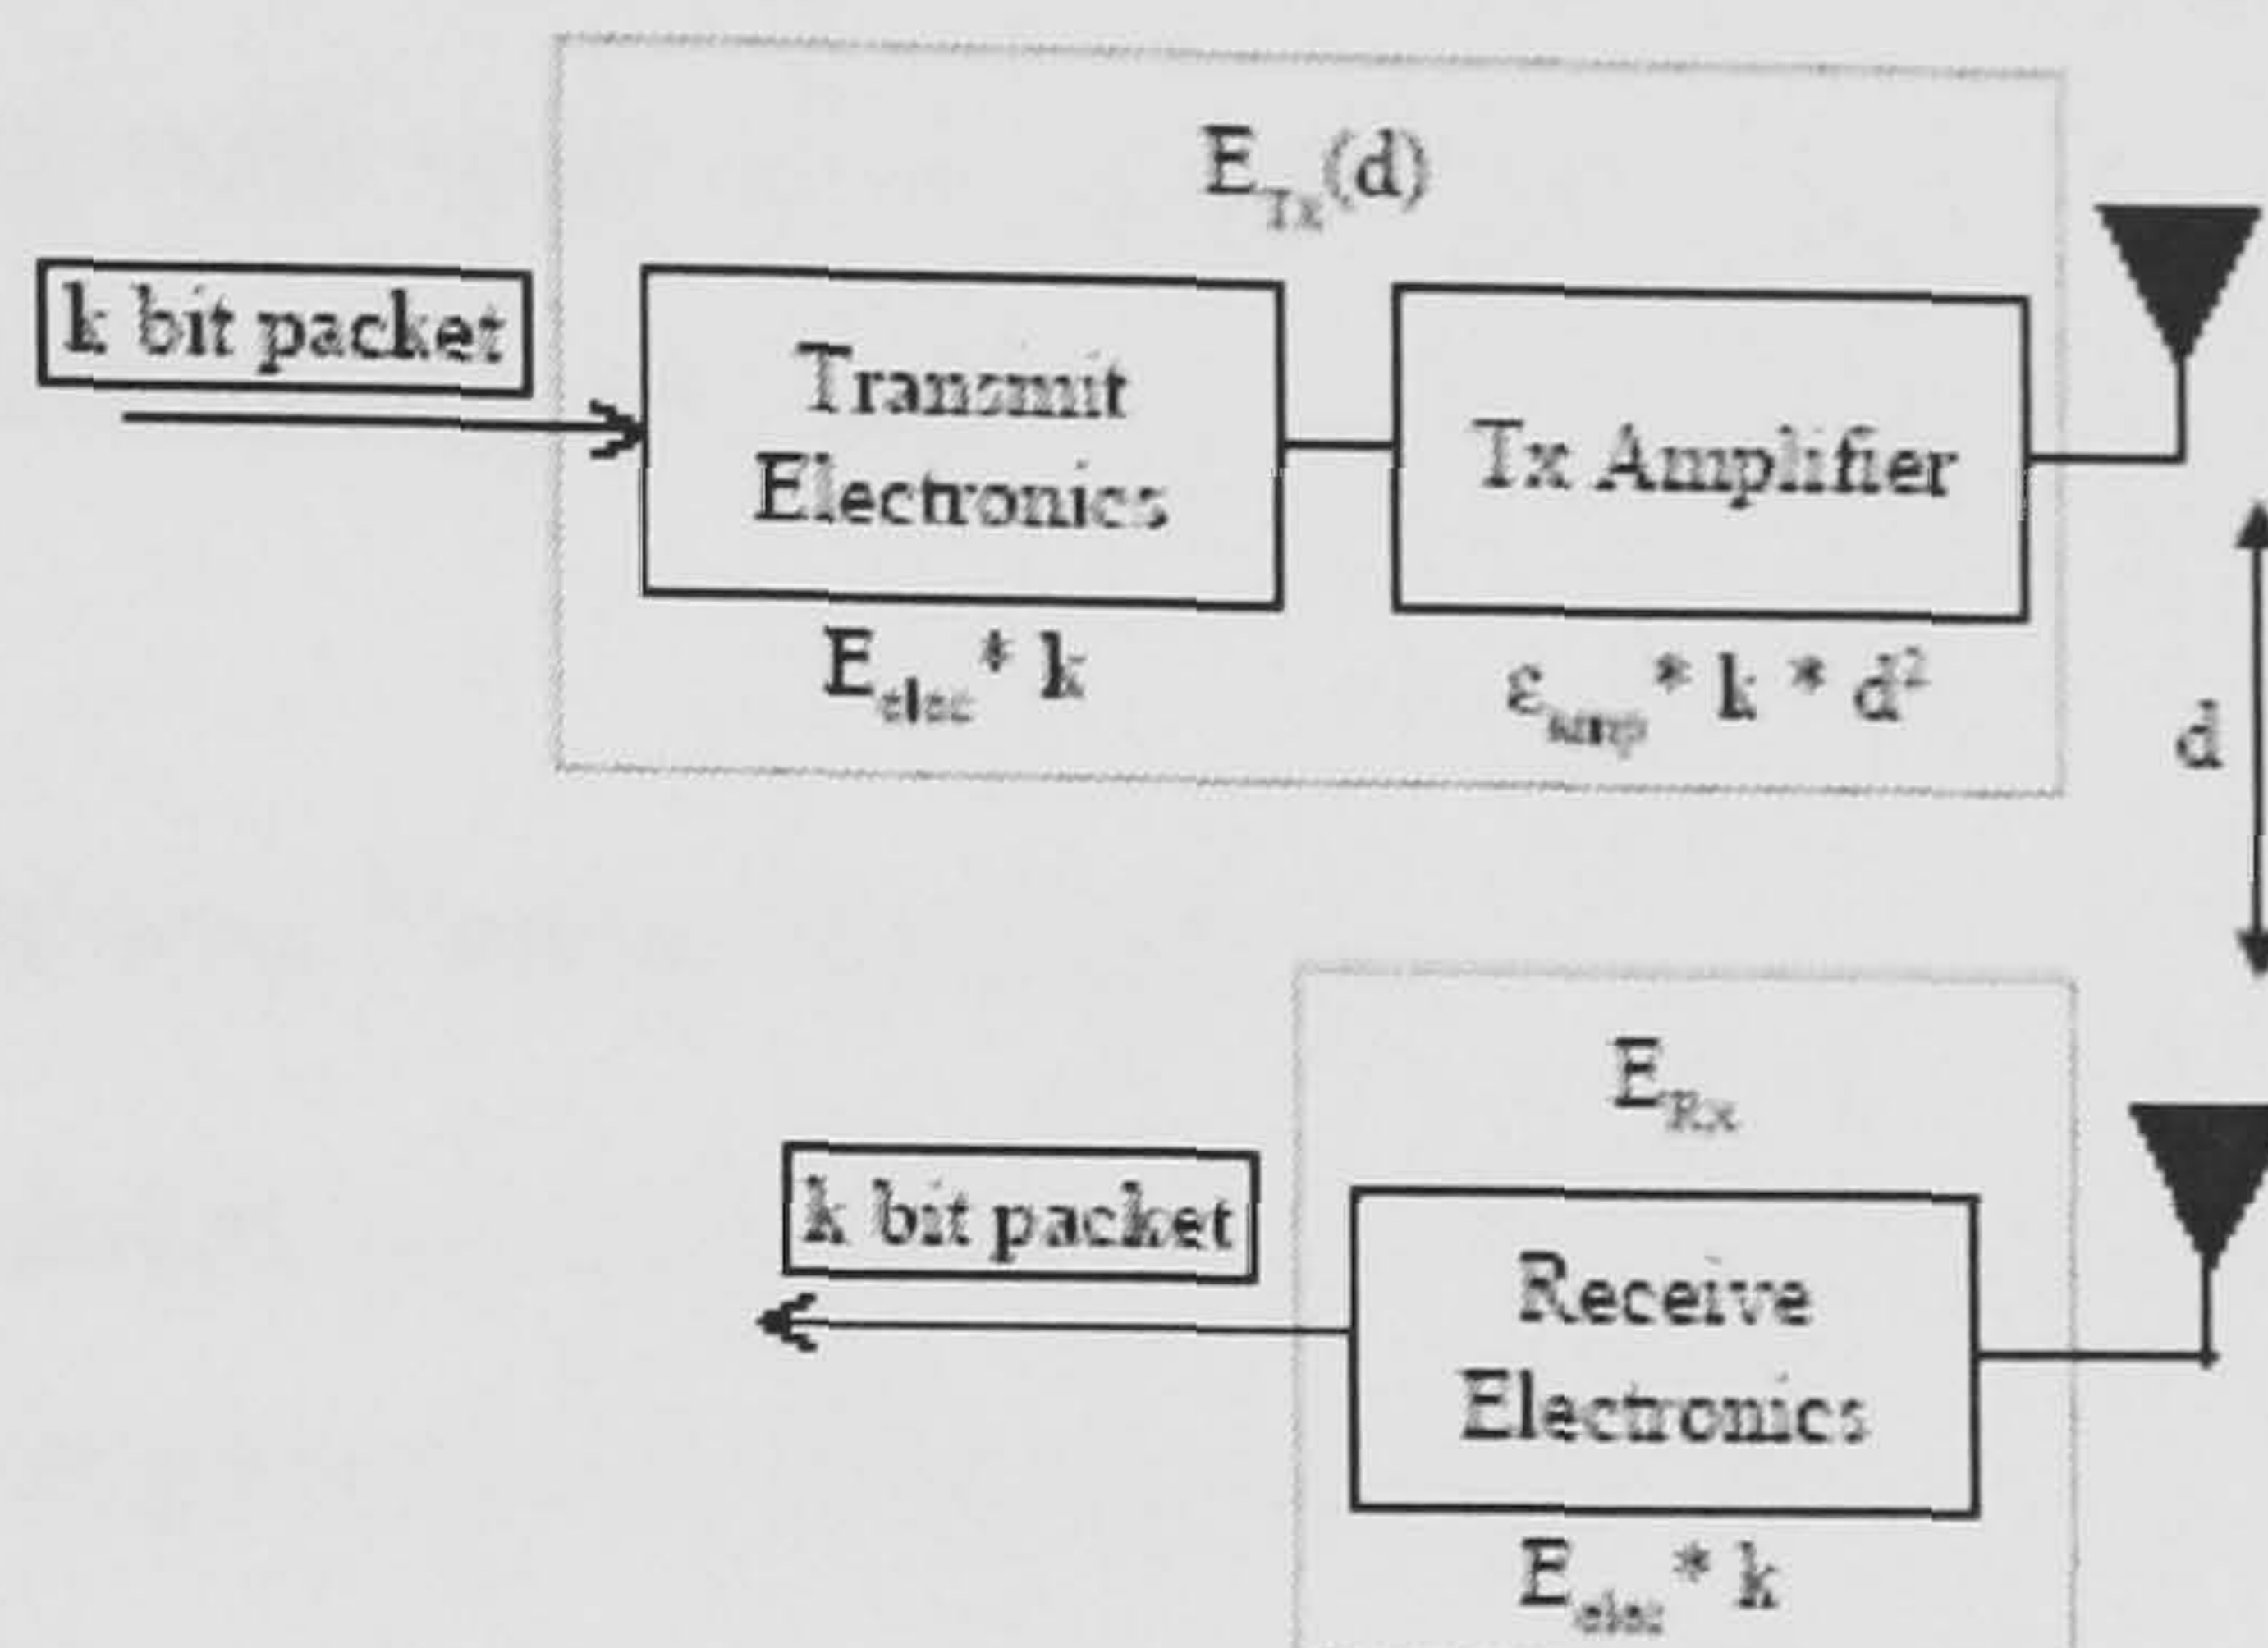 E_Tx(d)
k bit packet
Transmit
Electronics
Tx Amplifier
E_elec * k
ε_amp * k * d²
d
E_Rx
k bit packet
Receive
Electronics
E_elec * k